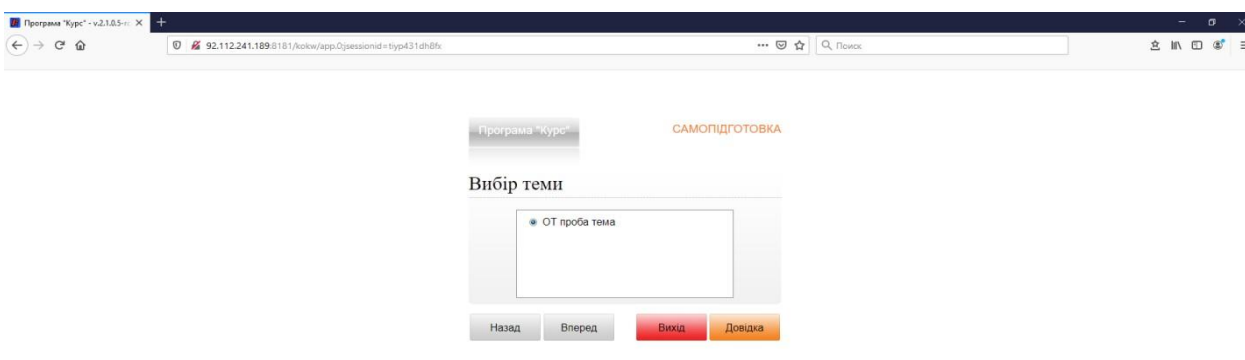 Програма "Курс" - v.2.1.0.5-r
92.112.241.189:8181/kokw/app.0;jsessionid=tiyp431dh8fx
Поиск
Програма "Курс"
САМОПІДГОТОВКА
Вибір теми
ОТ проба тема
Назад Вперед Вихід Довідка